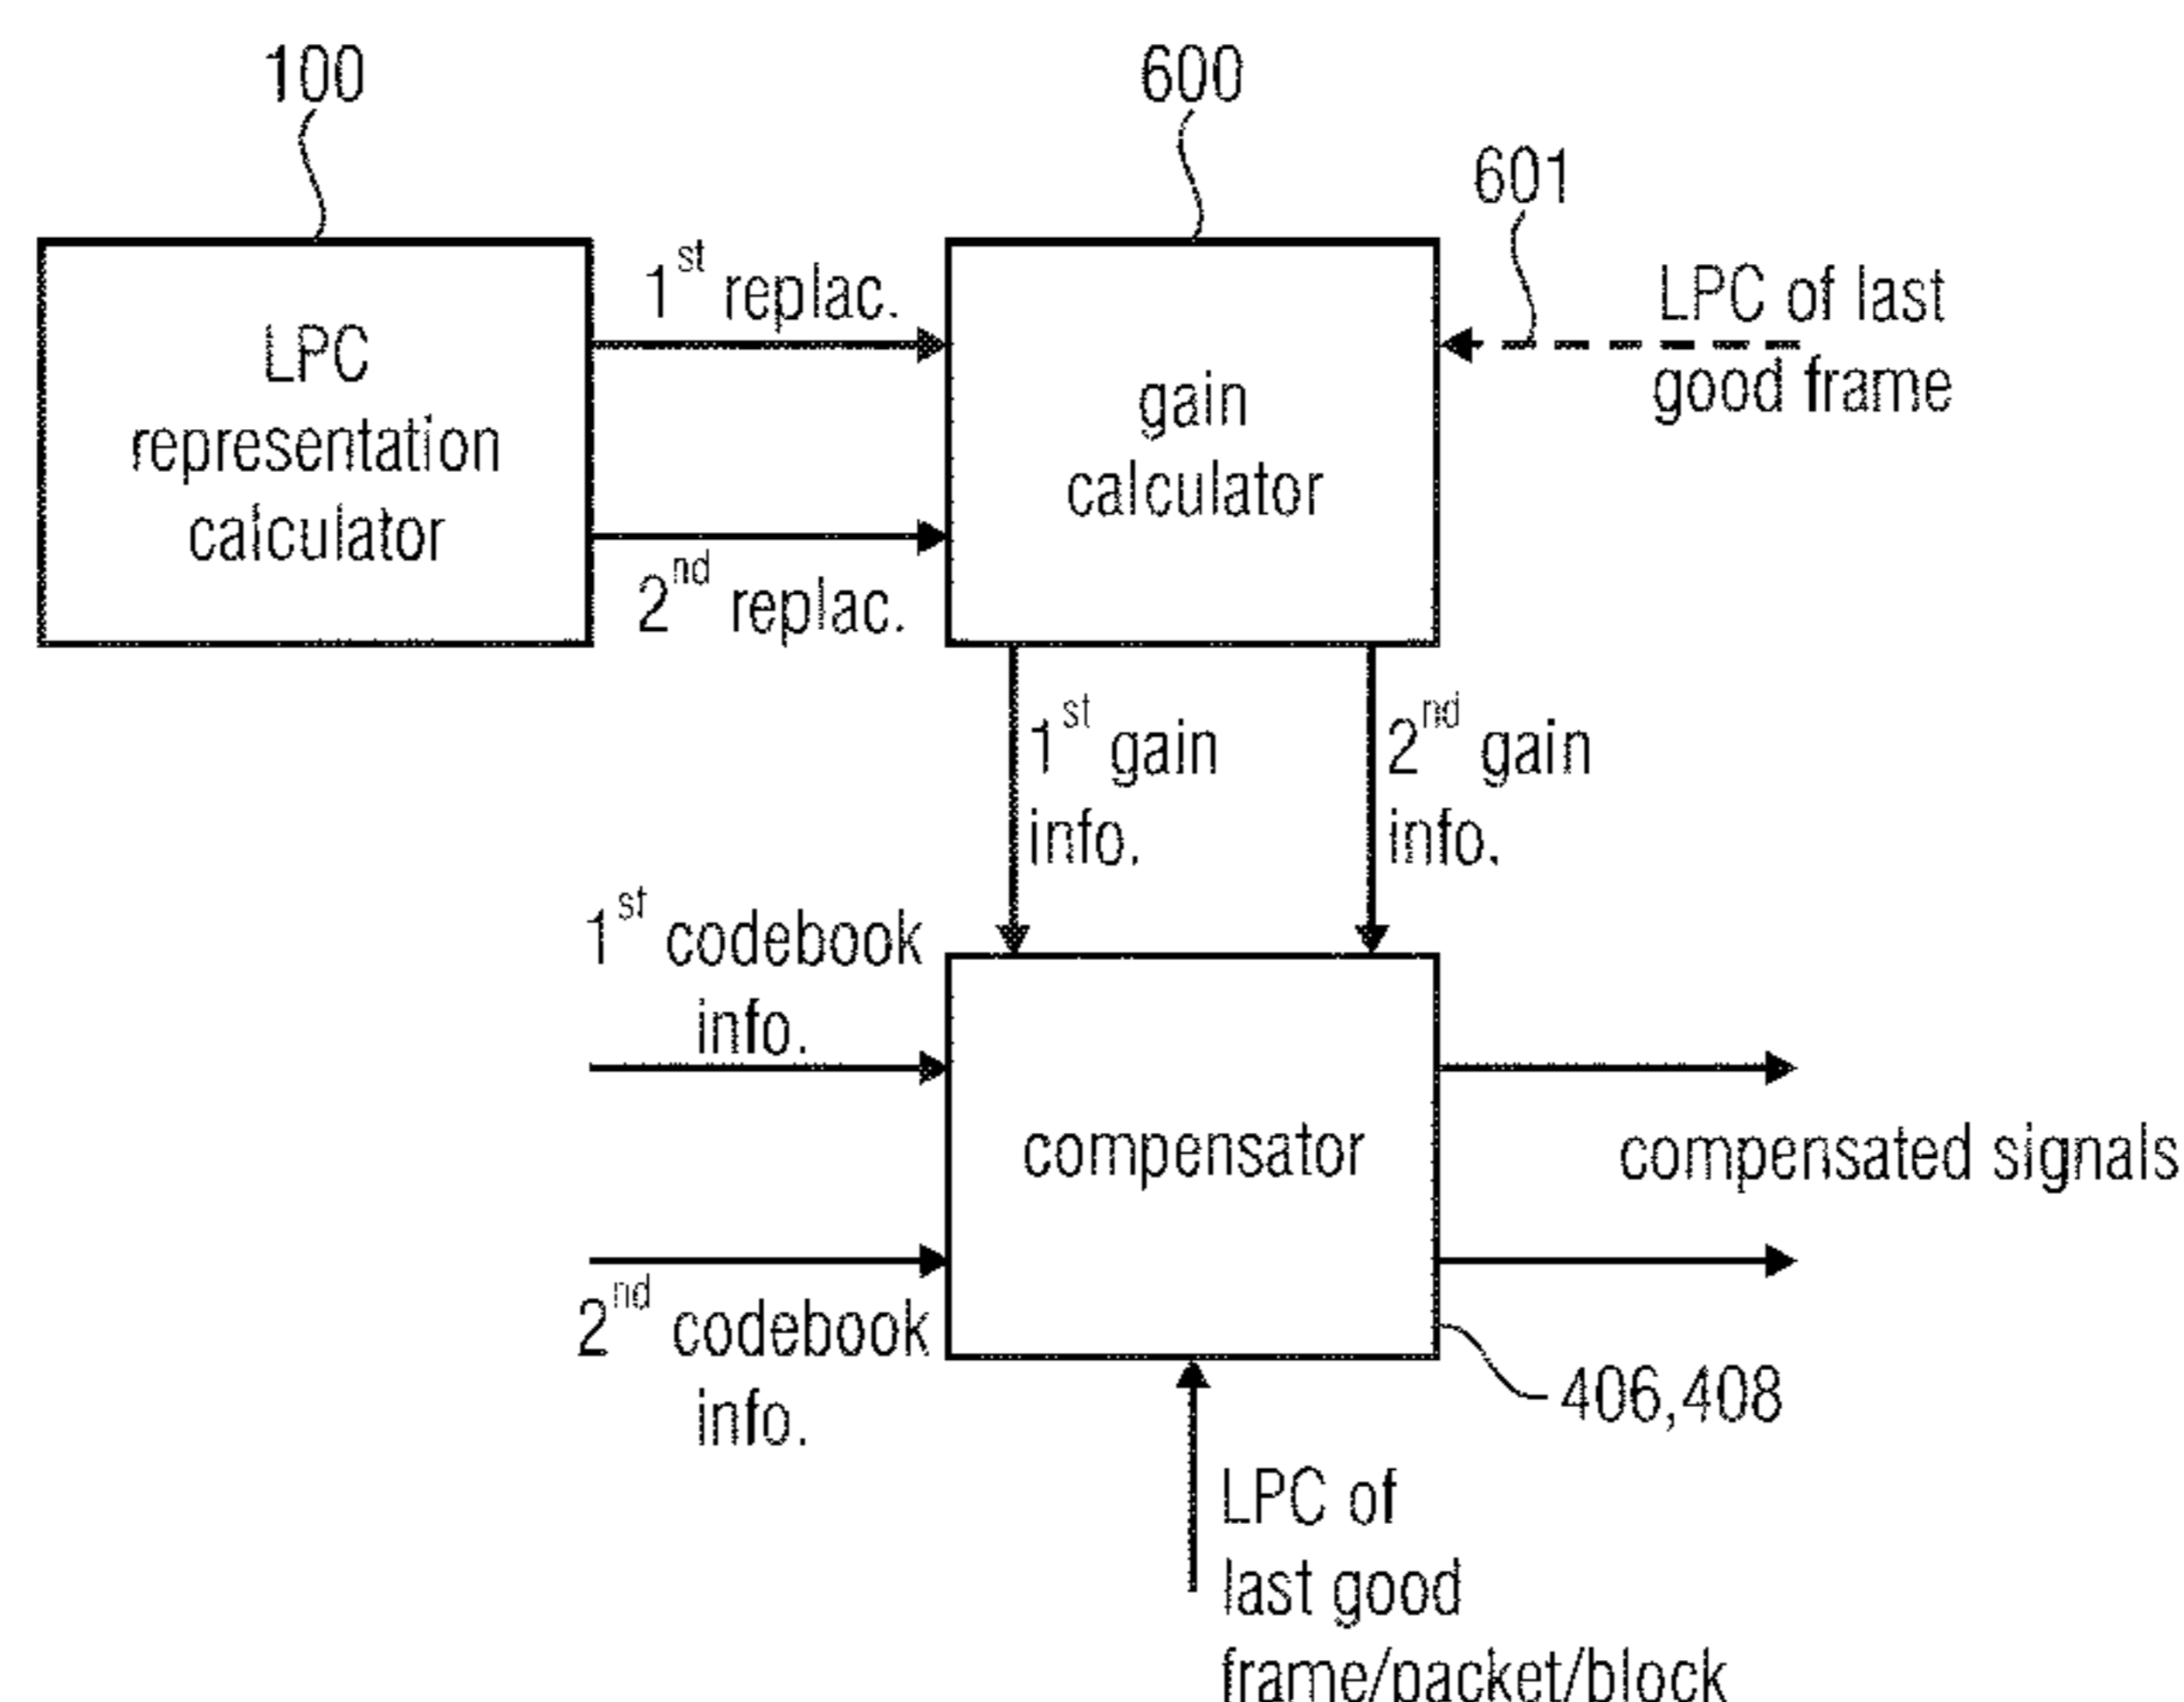 100
600
601
LPC
representation
calculator
1st replac.
2nd replac.
gain
calculator
LPC of last
good frame
1st gain
info.
2nd gain
info.
1st codebook
info.
2nd codebook
info.
compensator
compensated signals
406,408
LPC of
last good
frame/packet/block